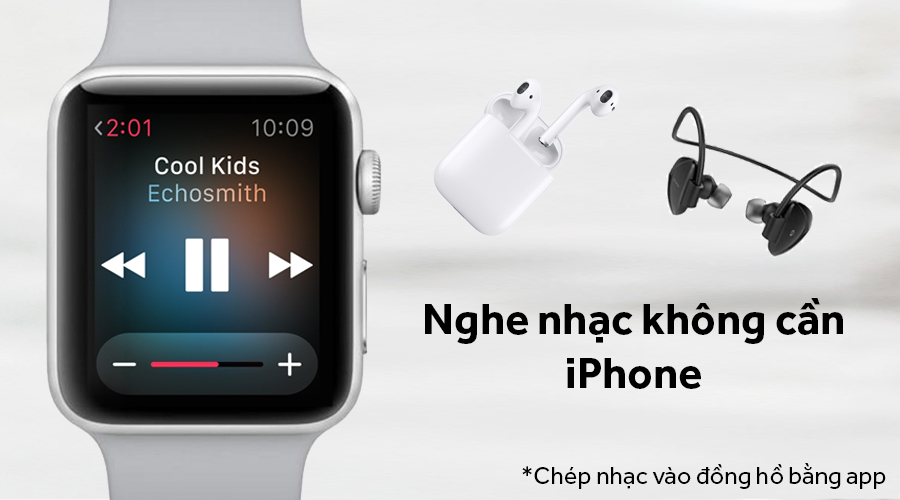 <2:01 10:09
Cool Kids
Echosmith
Nghe nhạc không cần
iPhone
*Chép nhạc vào đồng hồ bằng app